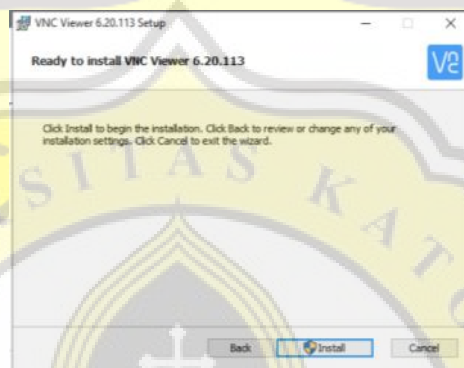 VNC Viewer 6.20.113 Setup
Ready to install VNC Viewer 6.20.113
Click Install to begin the installation. Click Back to review or change any of your
installation settings. Click Cancel to exit the wizard.
SITAS KATO
Back Install Cancel